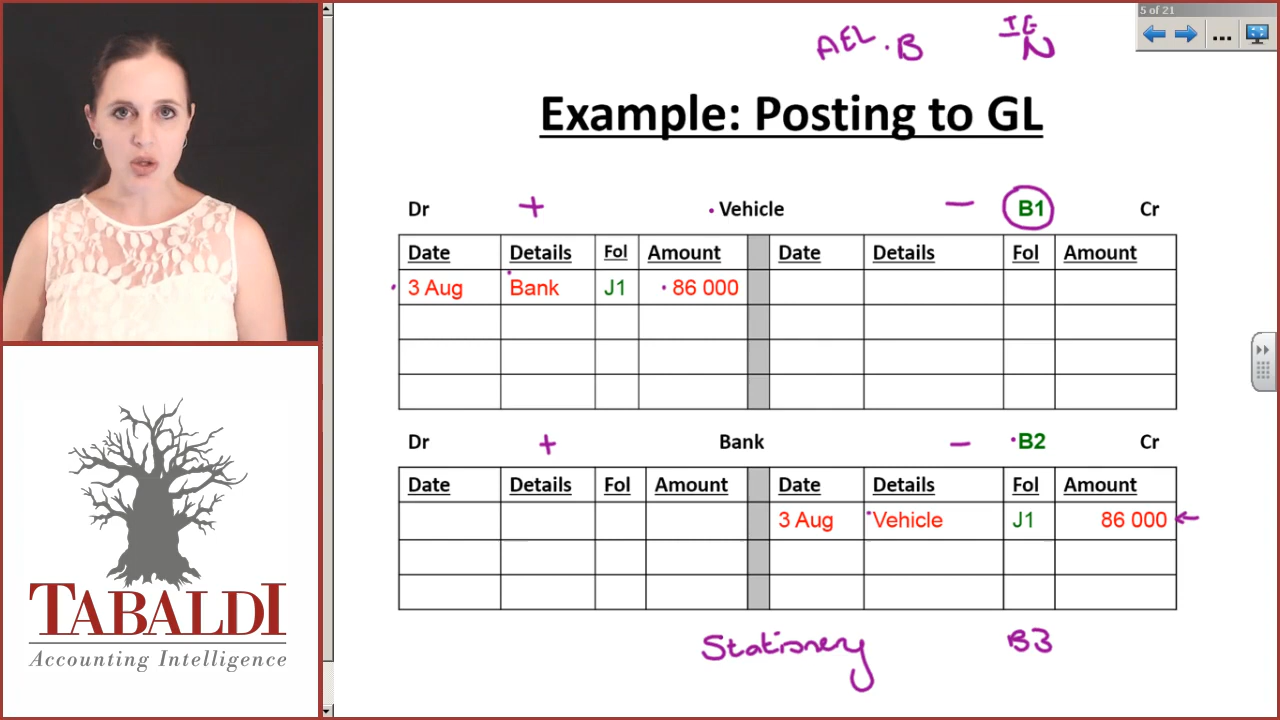 5 of 21
AEL . B
IE
N
Example: Posting to GL
Dr + Vehicle − B1 Cr
Date Details Fol Amount Date Details Fol Amount
3 Aug Bank J1 86 000
Dr + Bank − B2 Cr
Date Details Fol Amount Date Details Fol Amount
3 Aug Vehicle J1 86 000
Stationery B3
TABALDI
Accounting Intelligence